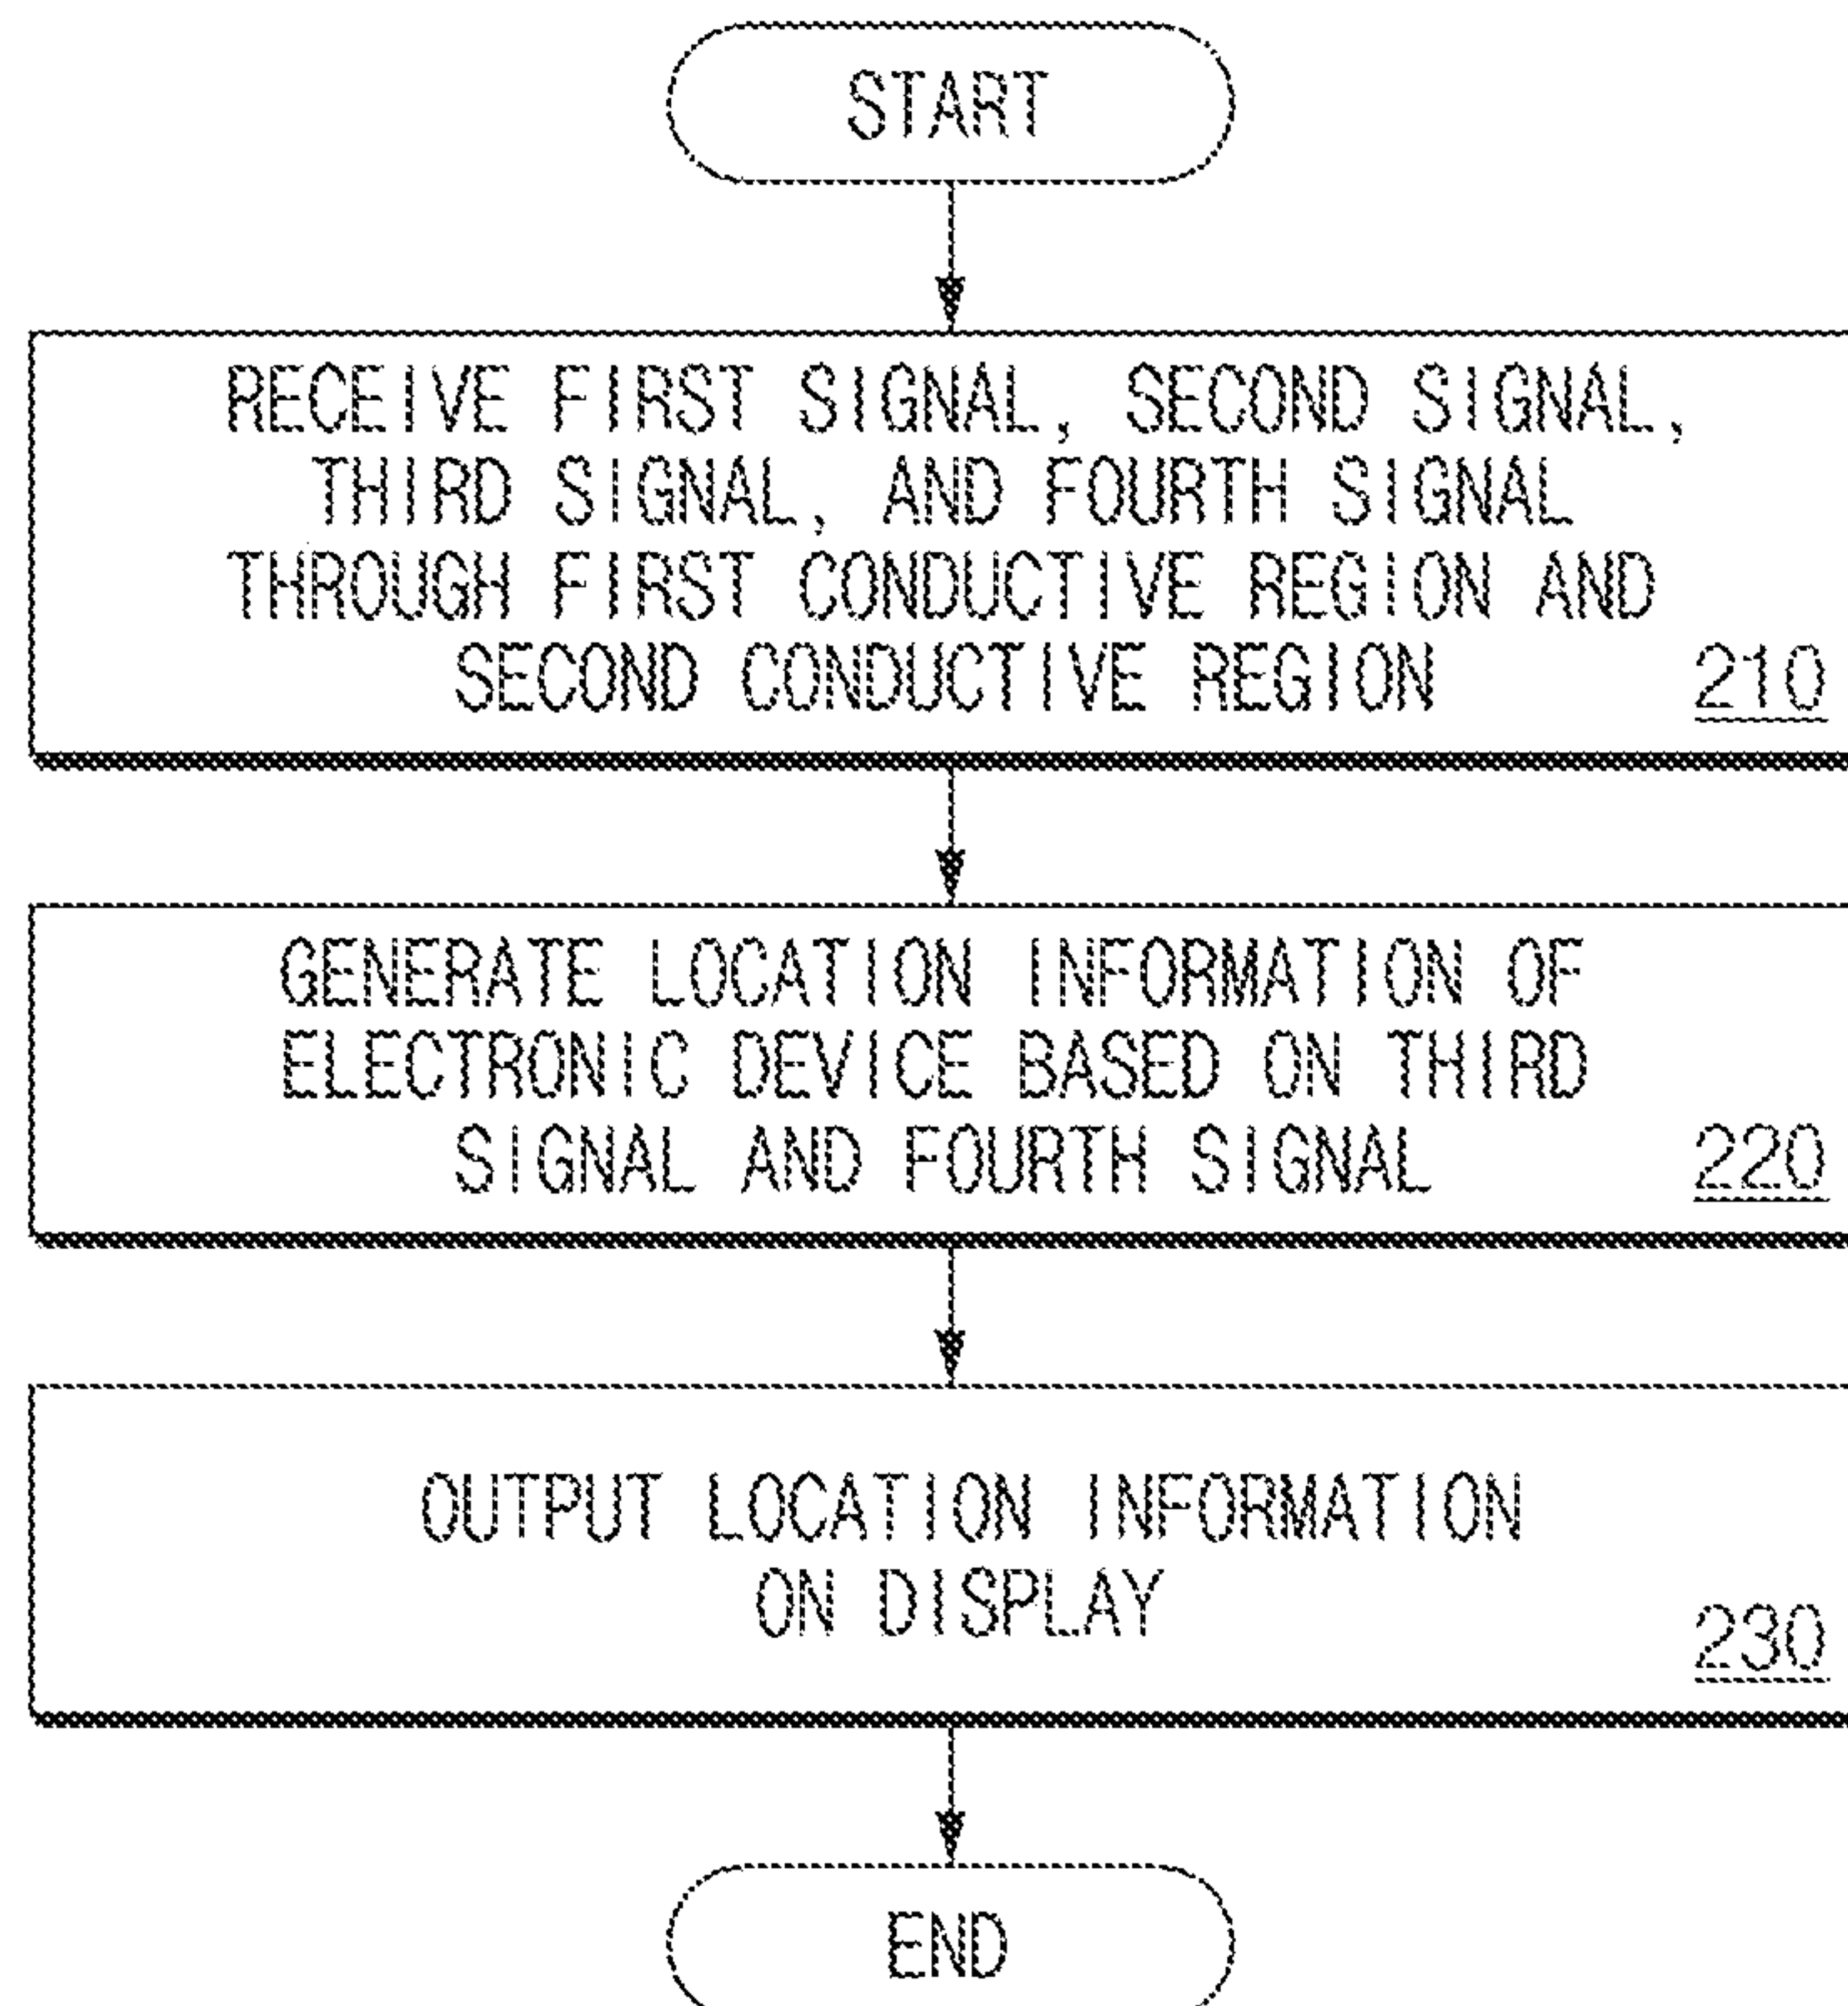 START
RECEIVE FIRST SIGNAL, SECOND SIGNAL,
THIRD SIGNAL, AND FOURTH SIGNAL
THROUGH FIRST CONDUCTIVE REGION AND
SECOND CONDUCTIVE REGION 210
GENERATE LOCATION INFORMATION OF
ELECTRONIC DEVICE BASED ON THIRD
SIGNAL AND FOURTH SIGNAL 220
OUTPUT LOCATION INFORMATION
ON DISPLAY
230
END